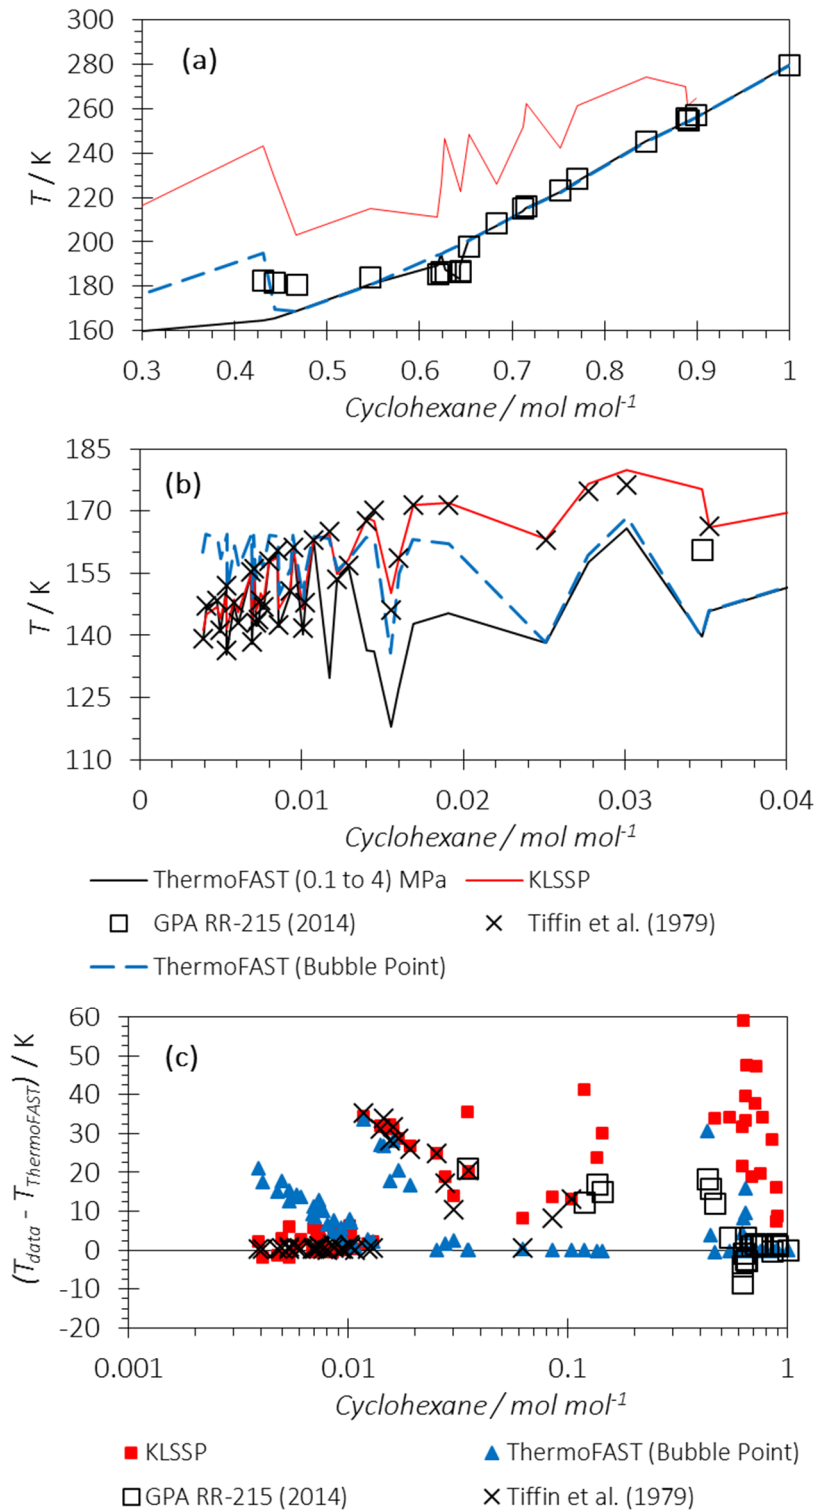 300
280
260
240
220
200
180
160
T / K
(a)
0.3 0.4 0.5 0.6 0.7 0.8 0.9 1
Cyclohexane / mol mol-1
185
170
155
140
125
110
T / K
(b)
0 0.01 0.02 0.03 0.04
Cyclohexane / mol mol-1
ThermoFAST (0.1 to 4) MPa KLSSP
GPA RR-215 (2014) Tiffin et al. (1979)
ThermoFAST (Bubble Point)
60
50
40
30
20
10
0
-10
-20
(Tdata - TThermoFAST) / K
(c)
0.001 0.01 0.1 1
Cyclohexane / mol mol-1
KLSSP ThermoFAST (Bubble Point)
GPA RR-215 (2014) Tiffin et al. (1979)